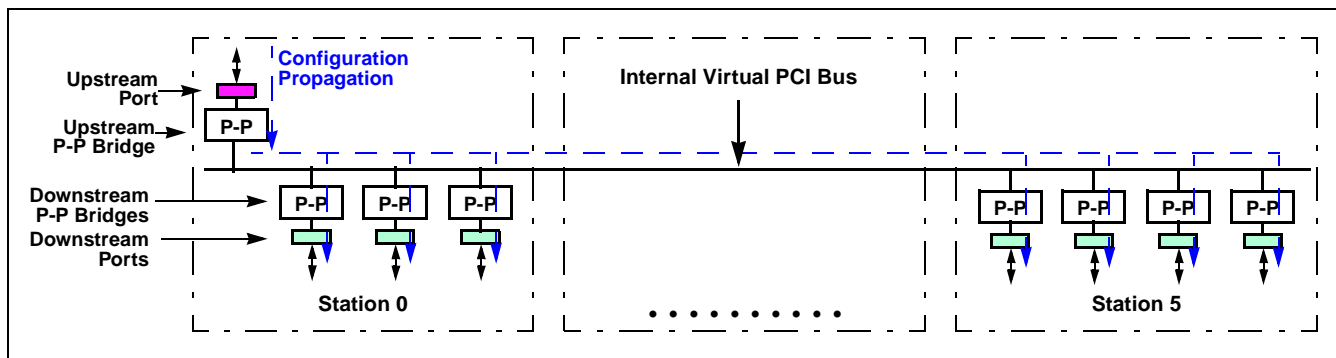 Configuration
Propagation
Upstream
Port
Upstream
P-P Bridge
P-P
Internal Virtual PCI Bus
Downstream
P-P Bridges
P-P
P-P
P-P
P-P
P-P
P-P
P-P
Downstream
Ports
Station 0
..........
Station 5